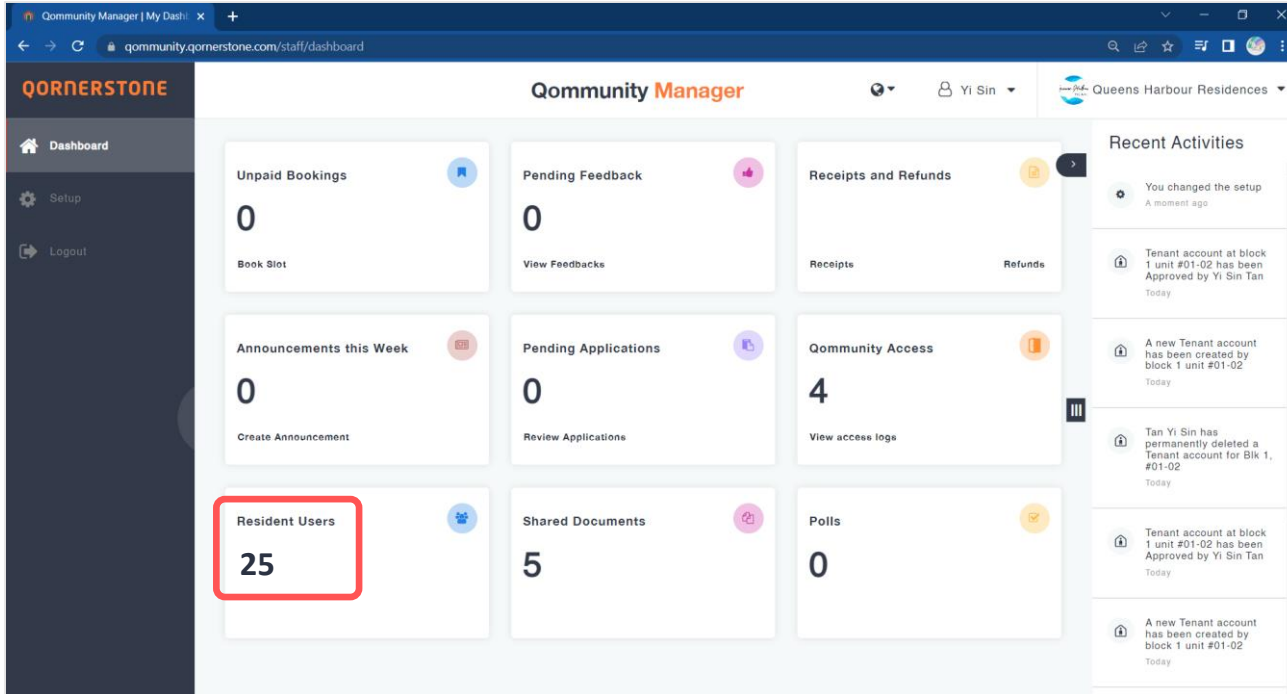 Qommunity Manager | My Dashl
qommunity.qornerstone.com/staff/dashboard
QORNERSTONE
Qommunity Manager
Yi Sin
Queens Harbour Residences
Dashboard
Setup
Logout
Unpaid Bookings
0
Book Slot
Pending Feedback
0
View Feedbacks
Receipts and Refunds
Receipts
Refunds
Announcements this Week
0
Create Announcement
Pending Applications
0
Review Applications
Qommunity Access
4
View access logs
Resident Users
25
Shared Documents
5
Polls
0
Recent Activities
You changed the setup
A moment ago
Tenant account at block
1 unit #01-02 has been
Approved by Yi Sin Tan
Today
A new Tenant account
has been created by
block 1 unit #01-02
Today
Tan Yi Sin has
permanently deleted a
Tenant account for Blk 1,
#01-02
Today
Tenant account at block
1 unit #01-02 has been
Approved by Yi Sin Tan
Today
A new Tenant account
has been created by
block 1 unit #01-02
Today